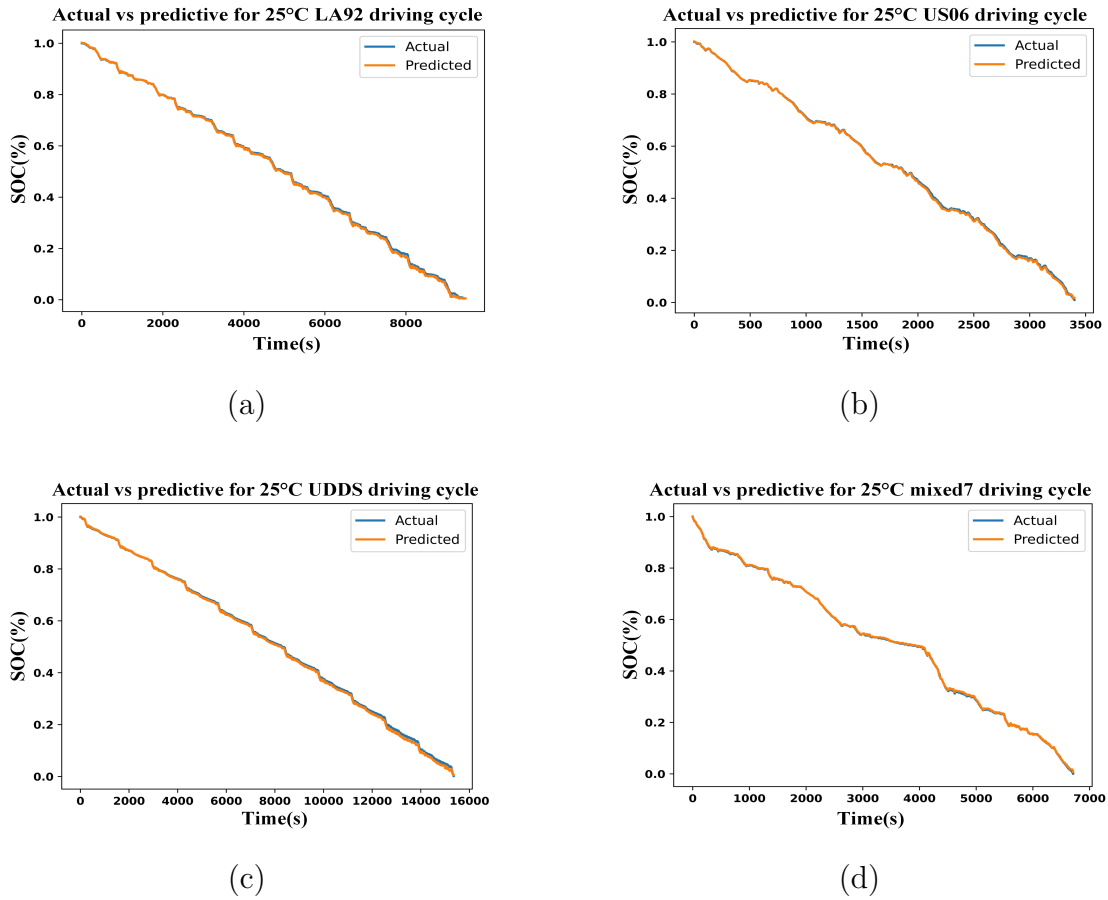 Actual vs predictive for 25°C LA92 driving cycle
1.0
0.8
0.6
0.4
0.2
0.0
SOC(%)
Actual
Predicted
0 2000 4000 6000 8000
Time(s)
(a)
Actual vs predictive for 25°C US06 driving cycle
1.0
0.8
0.6
0.4
0.2
0.0
SOC(%)
Actual
Predicted
0 500 1000 1500 2000 2500 3000 3500
Time(s)
(b)
Actual vs predictive for 25°C UDDS driving cycle
1.0
0.8
0.6
0.4
0.2
0.0
SOC(%)
Actual
Predicted
0 2000 4000 6000 8000 10000 12000 14000 16000
Time(s)
(c)
Actual vs predictive for 25°C mixed7 driving cycle
1.0
0.8
0.6
0.4
0.2
0.0
SOC(%)
Actual
Predicted
0 1000 2000 3000 4000 5000 6000 7000
Time(s)
(d)